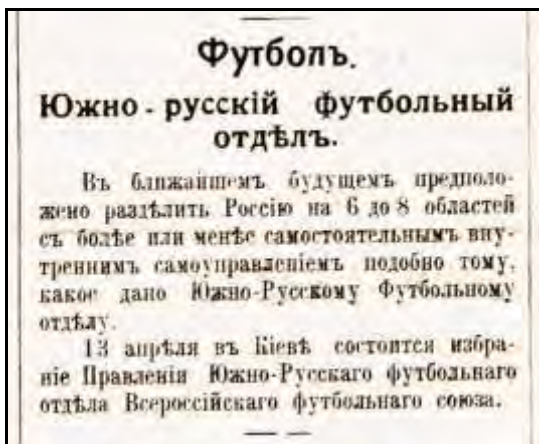 Футболъ.
Южно-русскій футбольный
отдѣлъ.
Въ ближайшемъ будущемъ предполо-
жено раздѣлить Россію на 6 до 8 областей
съ болѣе или менѣе самостоятельнымъ вну-
треннимъ самоуправленіемъ подобно тому,
какое дано Южно-Русскому Футбольному
отдѣлу.
13 апрѣля въ Кіевѣ состоится избра-
ніе Правленія Южно-Русскаго футбольнаго
отдѣла Всероссійскаго футбольнаго союза.